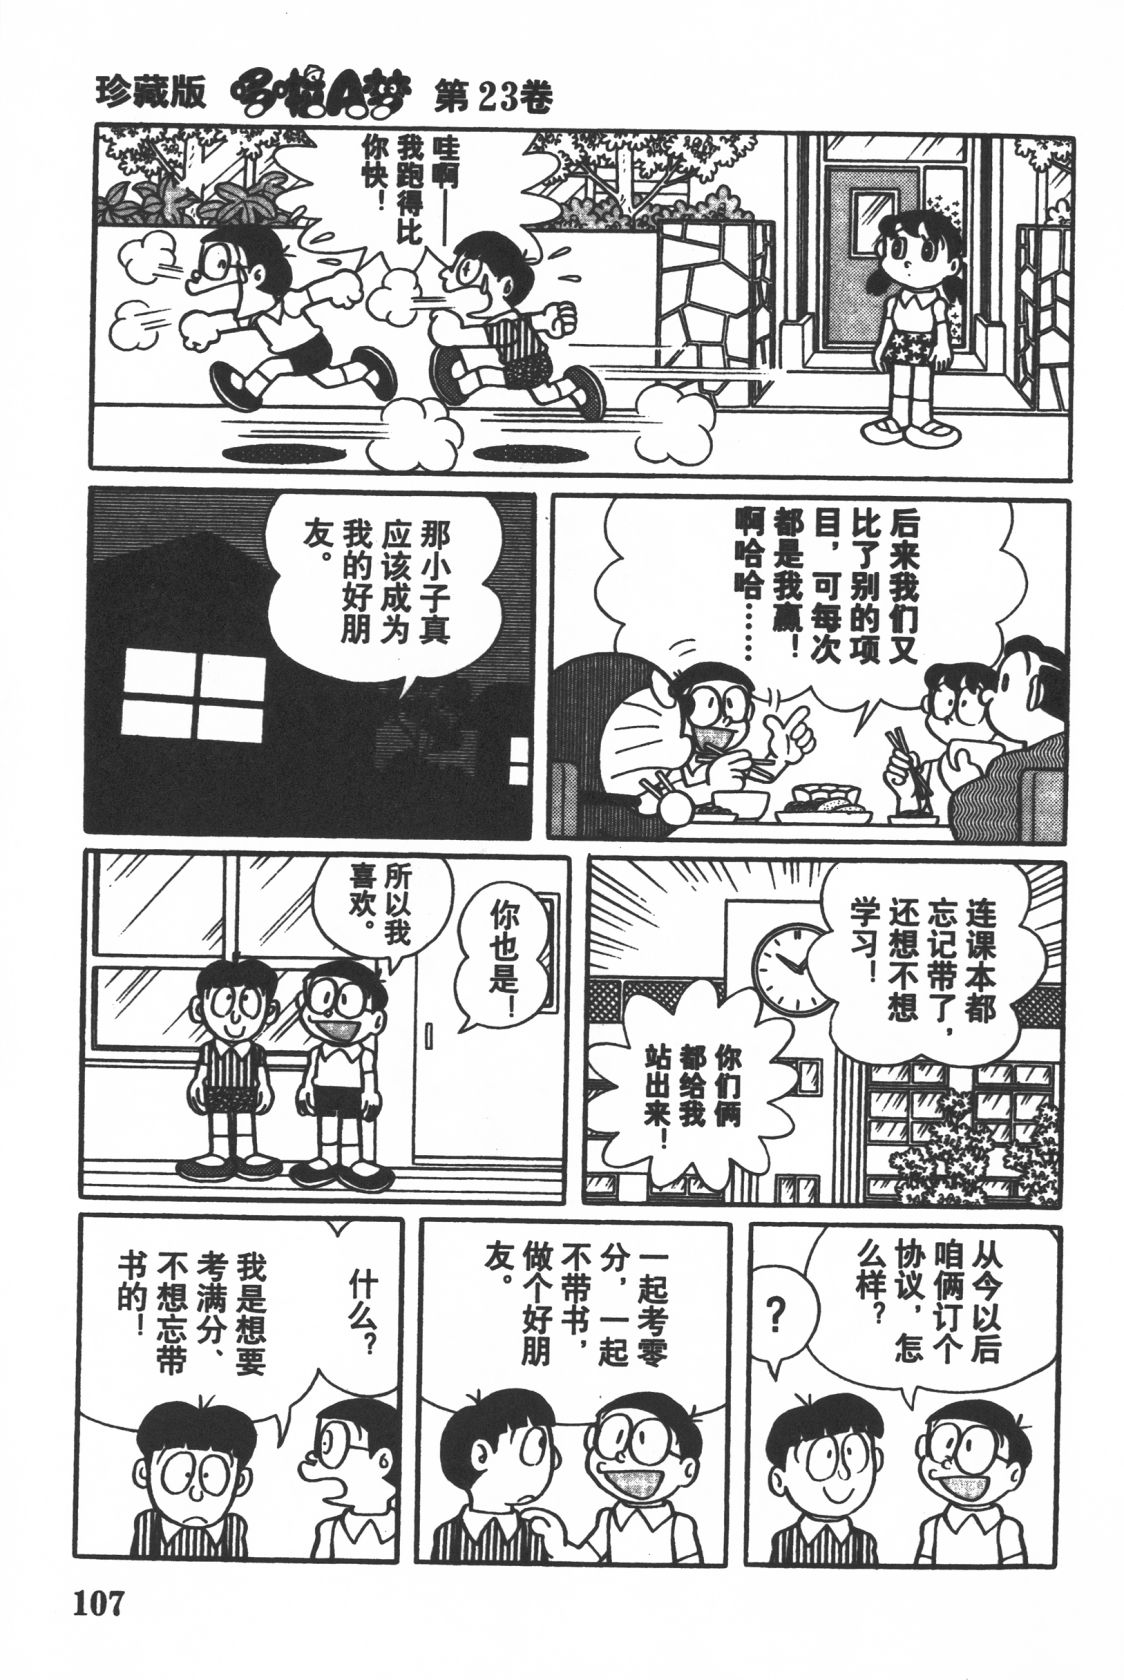 珍藏版 哆啦A梦 第23卷
哇啊——
我跑得比
你快！
后来我们又
比了别的项
目，可每次
都是我赢！
啊哈哈……
那小子真
应该成为
我的好朋
友。
连课本都
忘记带了，
还想不想
学习！
你们俩
都给我
站出来！
你也是！
所以我
喜欢。
从今以后
咱俩订个
协议，怎
么样？
？
一起考零
分，一起
不带书，
做个好朋
友。
什么？
我是想要
考满分、
不想忘带
书的！
107